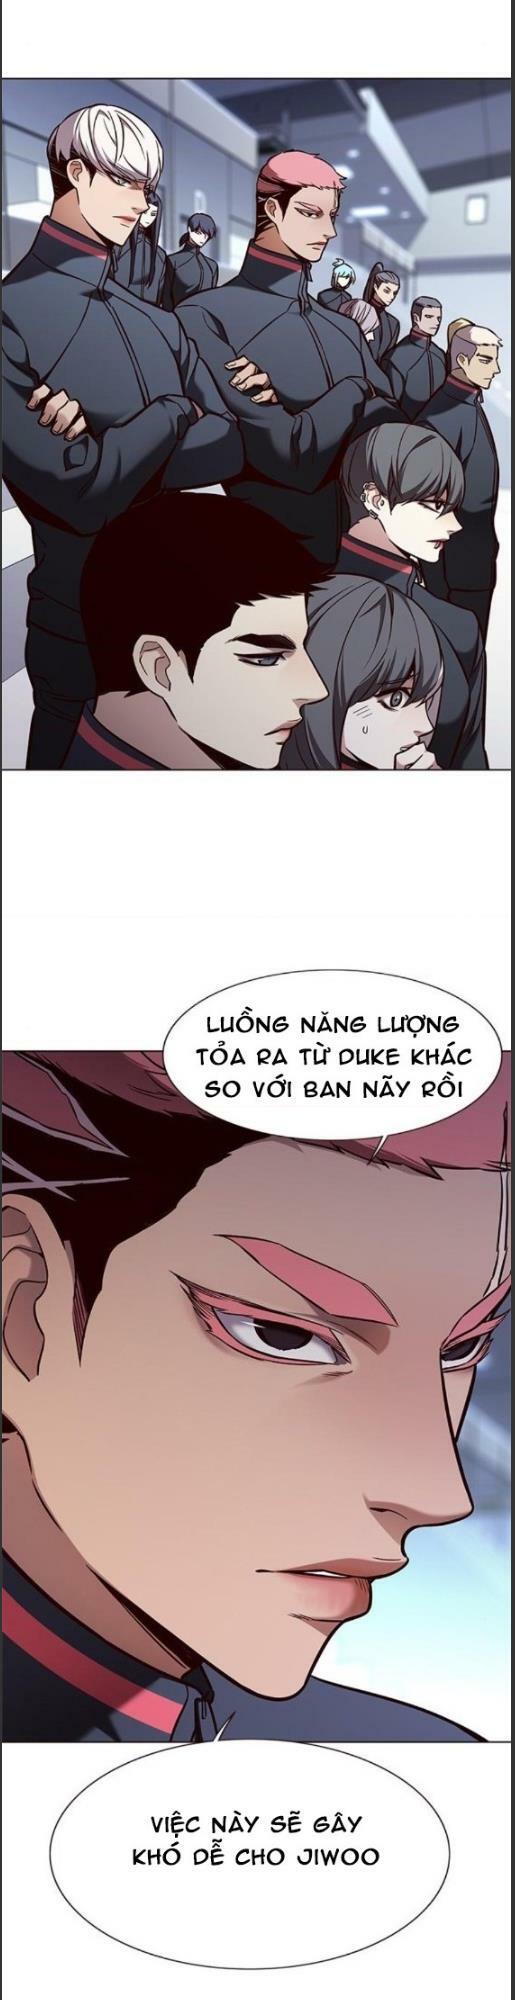 LUỒNG NĂNG LƯỢNG
TỎA RA TỪ DUKE KHÁC
SO VỚI BAN NÃY RỒI
VIỆC NÀY SẼ GÂY
KHÓ DỄ CHO JIWOO